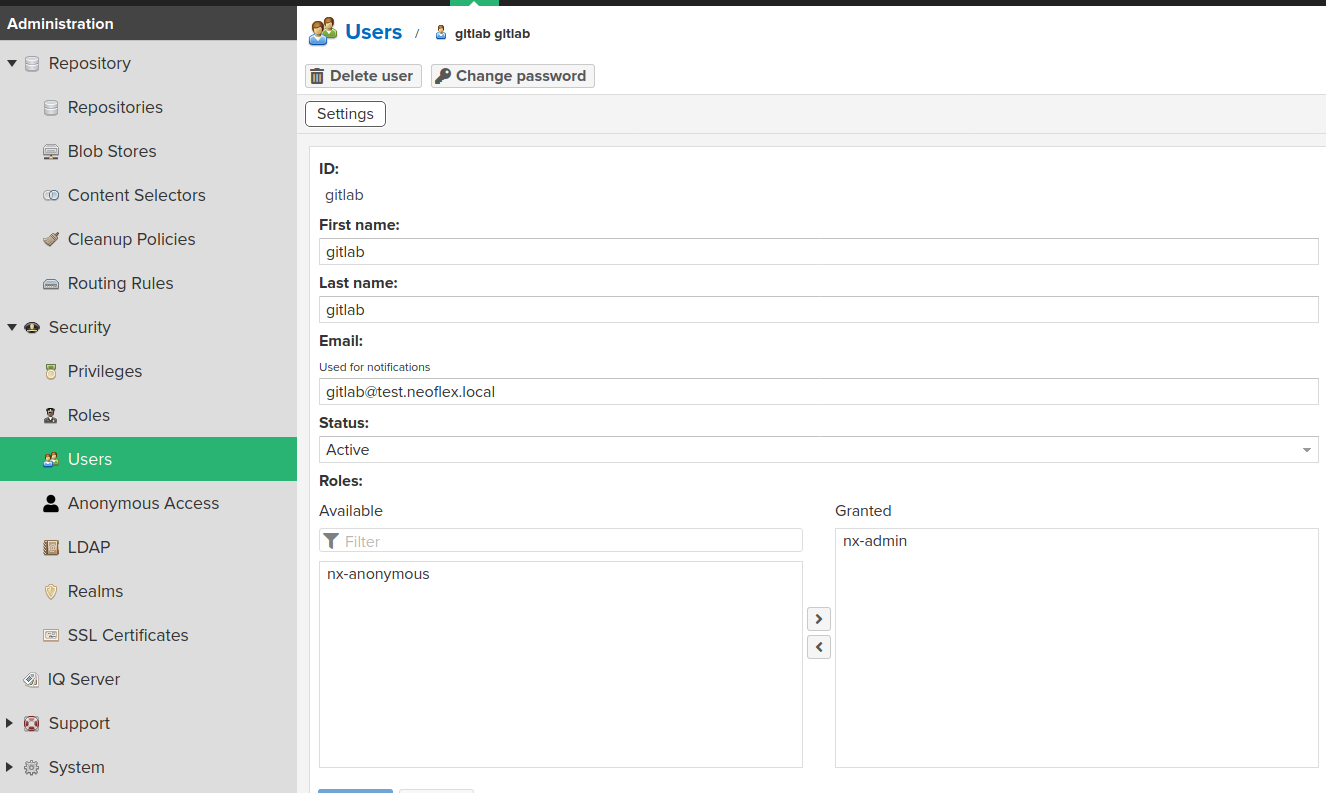 Administration
Repository
Repositories
Blob Stores
Content Selectors
Cleanup Policies
Routing Rules
Security
Privileges
Roles
Users
Anonymous Access
LDAP
Realms
SSL Certificates
IQ Server
Support
System
Users / gitlab gitlab
Delete user Change password
Settings
ID:
gitlab
First name:
gitlab
Last name:
gitlab
Email:
Used for notifications
gitlab@test.neoflex.local
Status:
Active
Roles:
Available
Filter
nx-anonymous
Granted
nx-admin